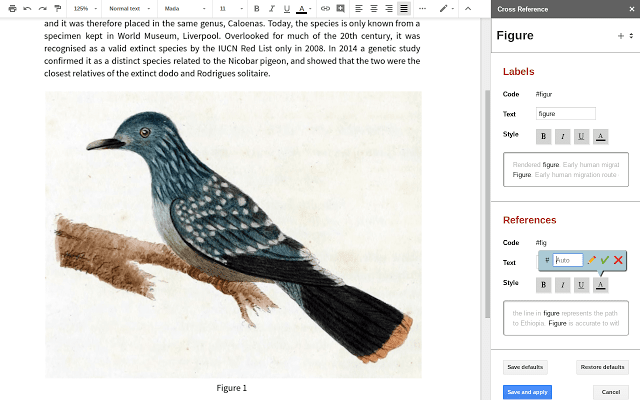 125%
Normal text
Mada
11
B I U A
and it was therefore placed in the same genus, Caloenas. Today, the species is only known from a
specimen kept in World Museum, Liverpool. Overlooked for much of the 20th century, it was
recognised as a valid extinct species by the IUCN Red List only in 2008. In 2014 a genetic study
confirmed it as a distinct species related to the Nicobar pigeon, and showed that the two were the
closest relatives of the extinct dodo and Rodrigues solitaire.
Figure 1
Cross Reference
Figure
Labels
Code #figur
Text figure
Style B I U A
Rendered figure. Early human migrat
Figure. Early human migration route
References
Code #fig
Text # Auto
Style B I U A
the line in figure represents the path
to Ethiopia. Figure is accurate to will
Save defaults
Restore defaults
Save and apply
Cancel